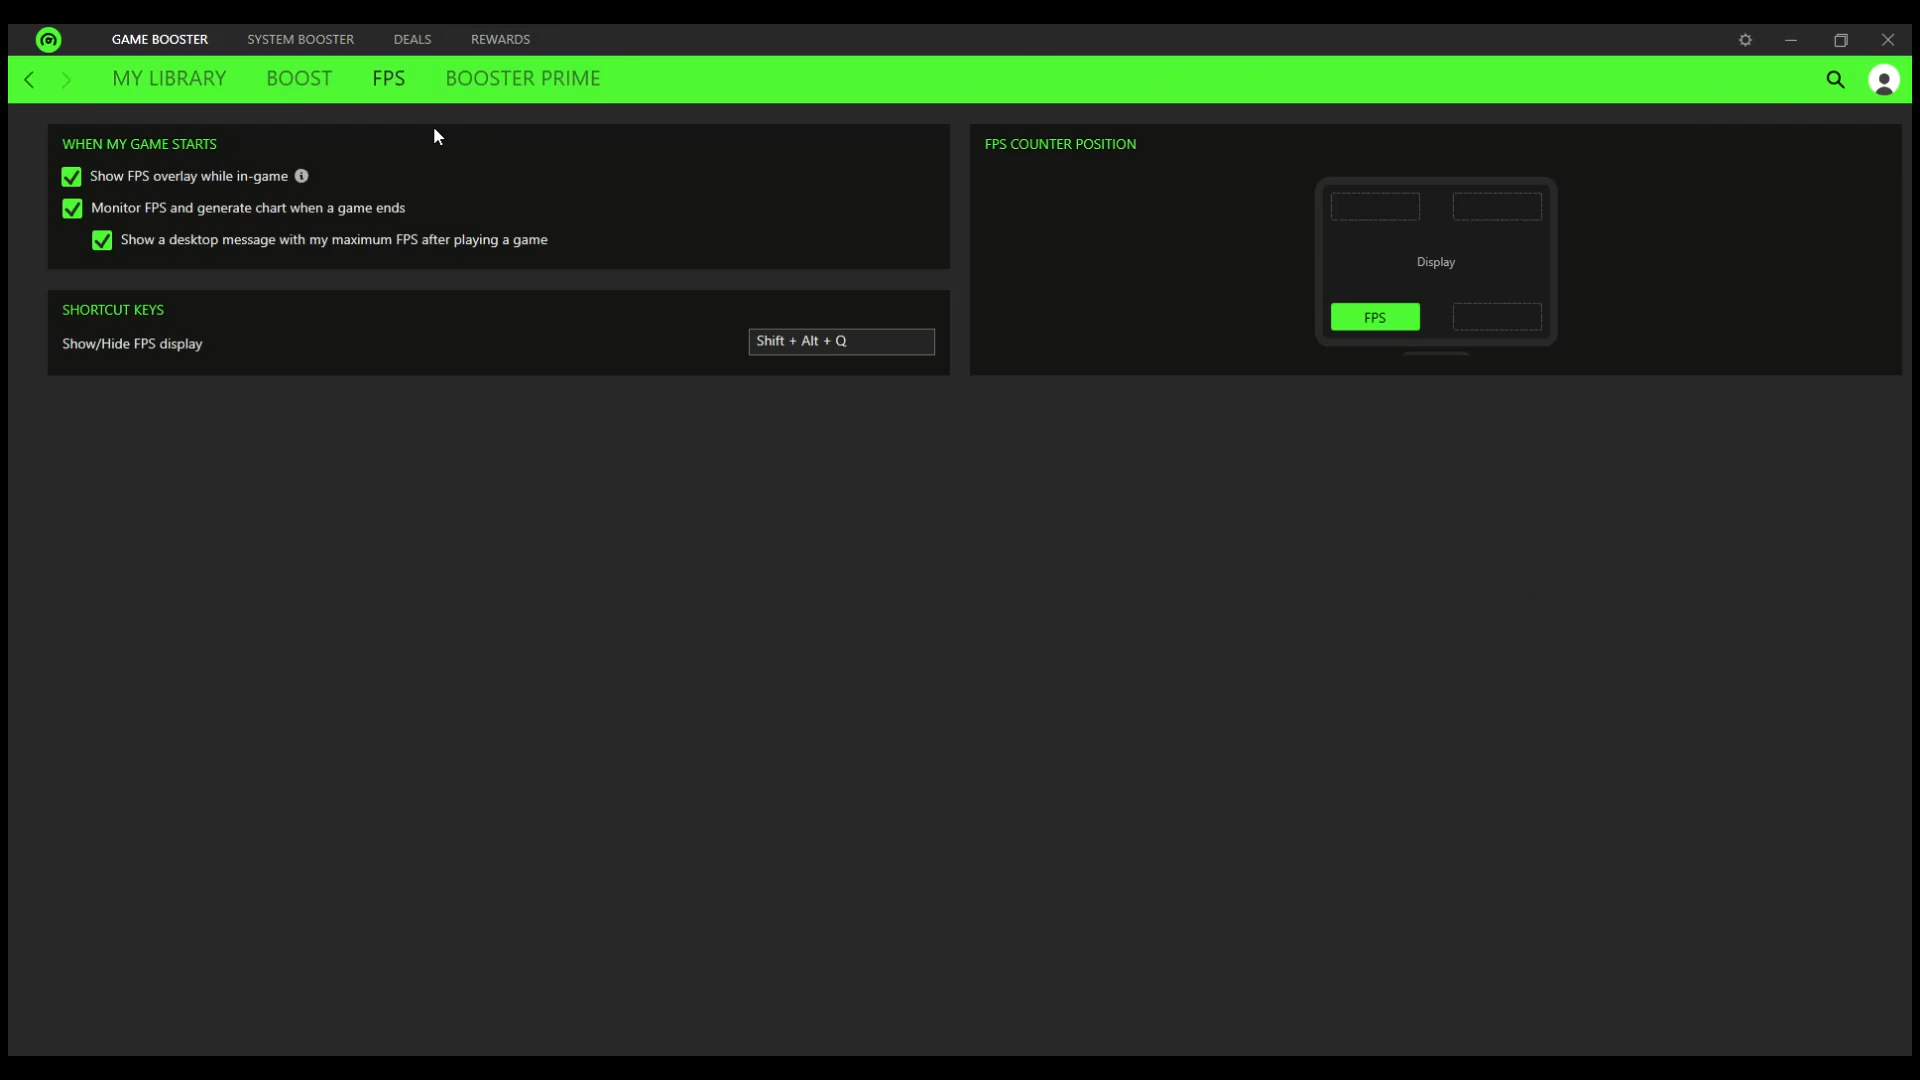 GAME BOOSTER SYSTEM BOOSTER DEALS REWARDS
MY LIBRARY BOOST FPS BOOSTER PRIME
WHEN MY GAME STARTS
Show FPS overlay while in-game
Monitor FPS and generate chart when a game ends
Show a desktop message with my maximum FPS after playing a game
SHORTCUT KEYS
Show/Hide FPS display Shift + Alt + Q
FPS COUNTER POSITION
Display
FPS